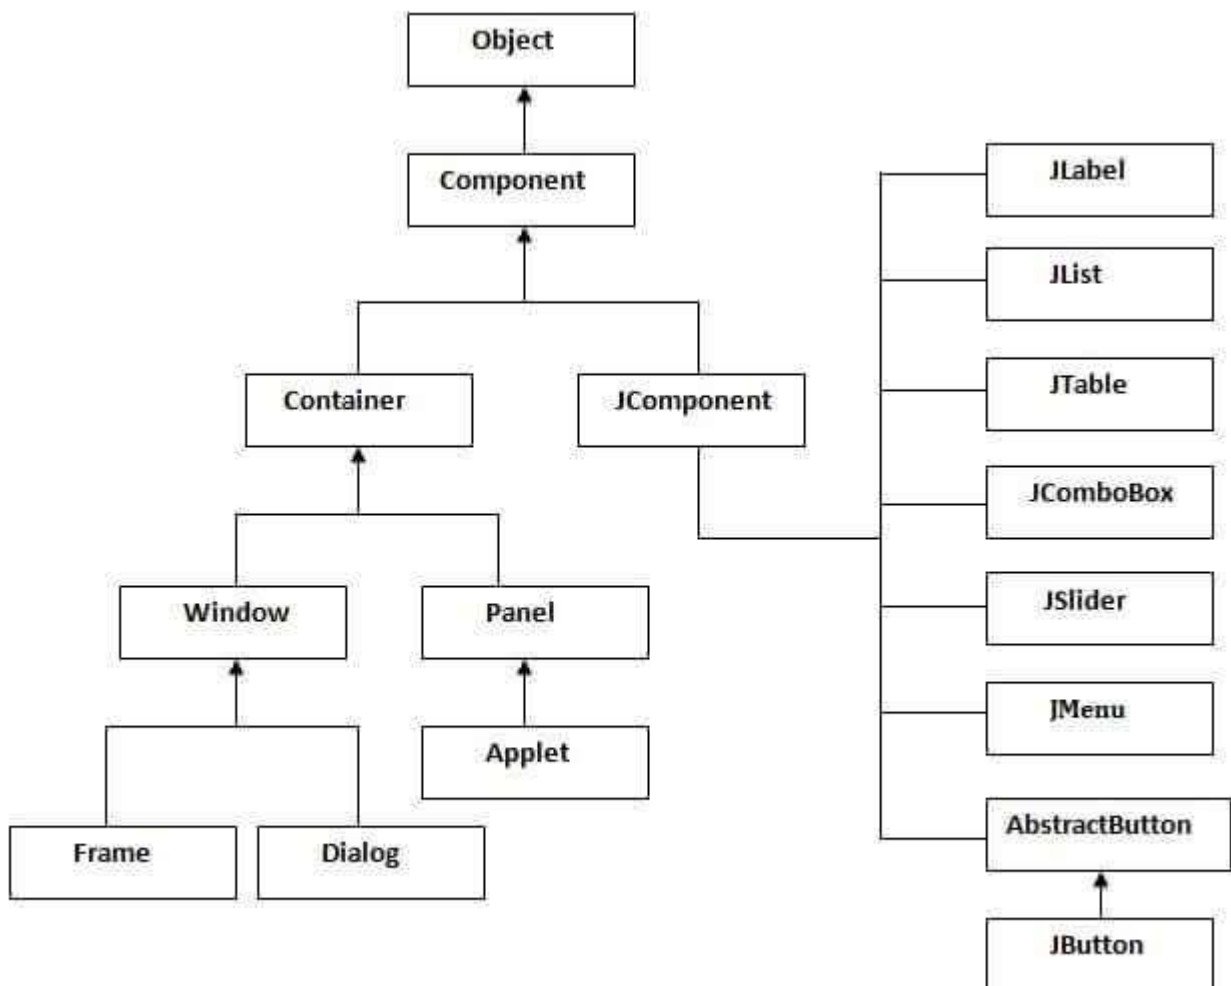 Object
Component
Container
JComponent
Window
Panel
Applet
Frame
Dialog
JLabel
JList
JTable
JComboBox
JSlider
JMenu
AbstractButton
JButton